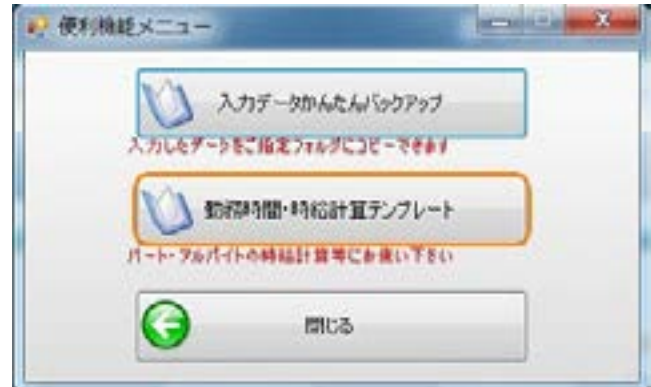 便利機能メニュー
入力データかんたんバックアップ
入力したデータをご指定フォルダにコピーできます
勤務時間・時給計算テンプレート
パート・アルバイトの時給計算等にお使い下さい
閉じる